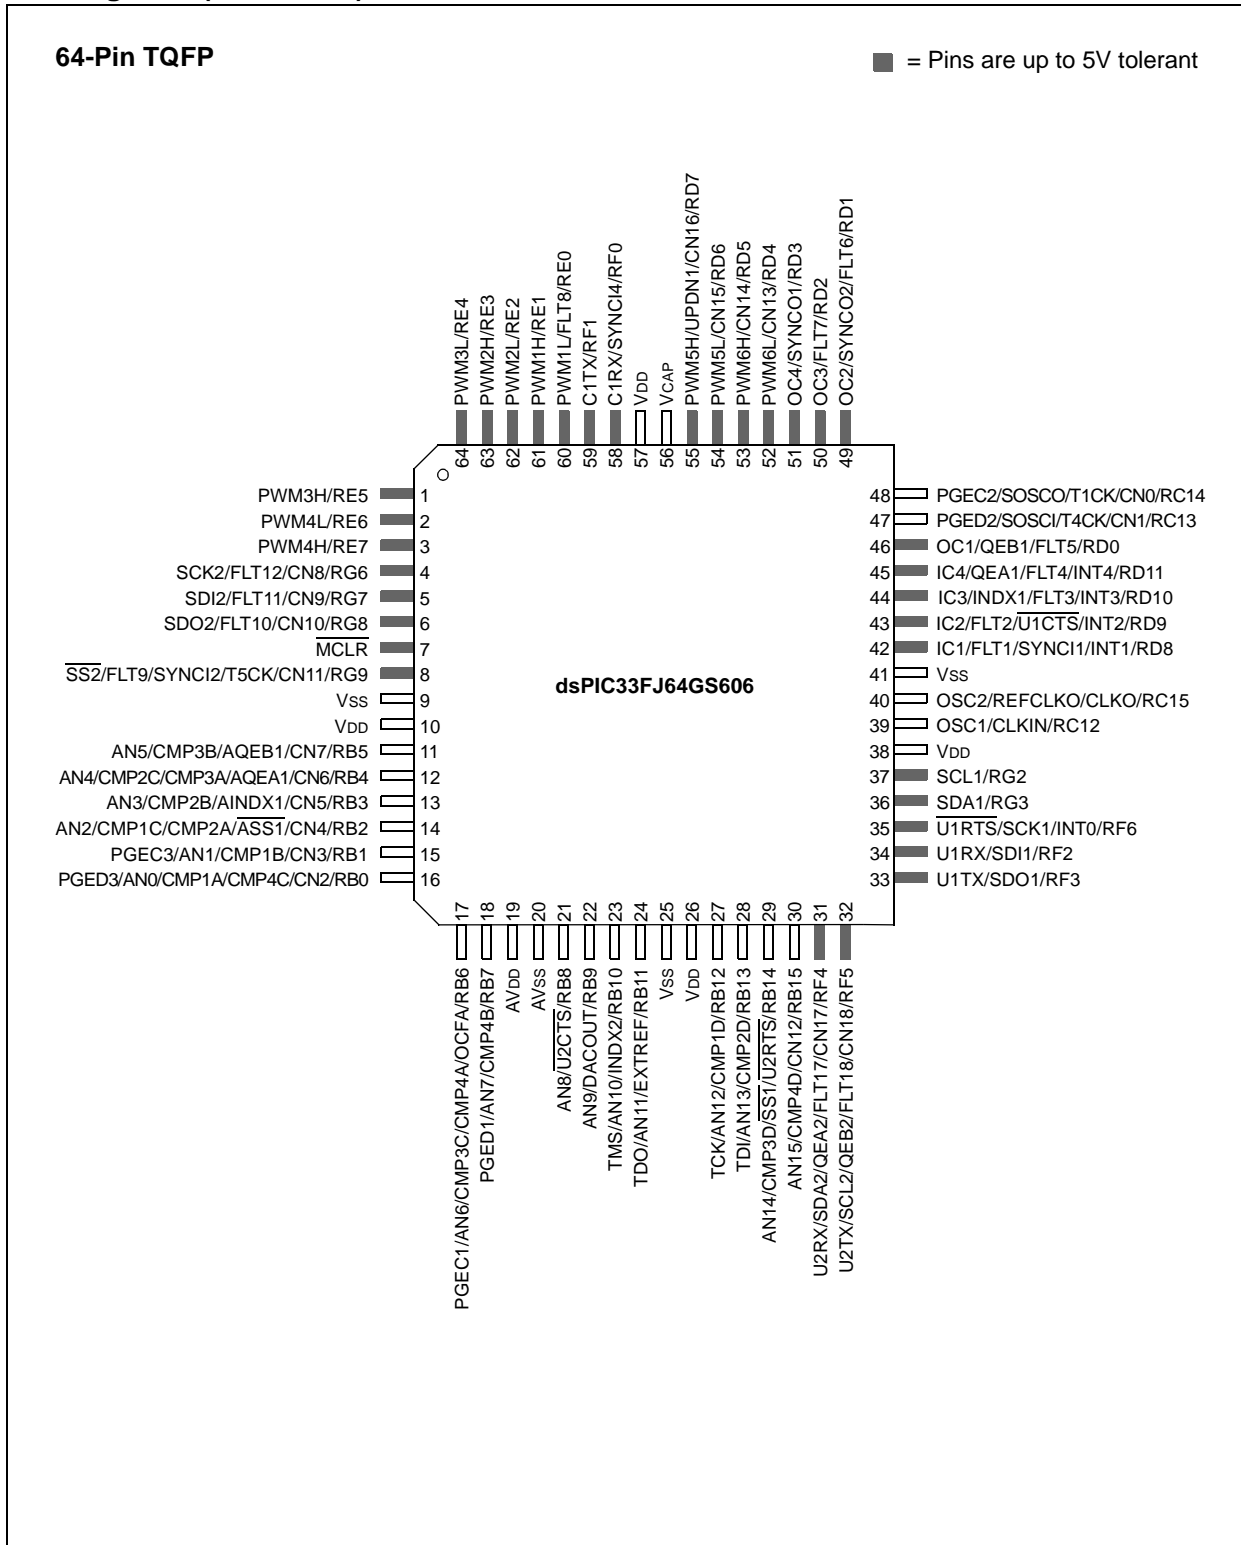 64-Pin TQFP
= Pins are up to 5V tolerant
PWM3L/RE4
PWM2H/RE3
PWM2L/RE2
PWM1H/RE1
PWM1L/FLT8/RE0
C1TX/RF1
C1RX/SYNCI4/RF0
VDD
VCAP
PWM5H/UPDN1/CN16/RD7
PWM5L/CN15/RD6
PWM6H/CN14/RD5
PWM6L/CN13/RD4
OC4/SYNCO1/RD3
OC3/FLT7/RD2
OC2/SYNCO2/FLT6/RD1
64
63
62
61
60
59
58
57
56
55
54
53
52
51
50
49
PWM3H/RE5 1
PWM4L/RE6 2
PWM4H/RE7 3
SCK2/FLT12/CN8/RG6 4
SDI2/FLT11/CN9/RG7 5
SDO2/FLT10/CN10/RG8 6
MCLR 7
SS2/FLT9/SYNCI2/T5CK/CN11/RG9 8
VSS 9
VDD 10
AN5/CMP3B/AQEB1/CN7/RB5 11
AN4/CMP2C/CMP3A/AQEA1/CN6/RB4 12
AN3/CMP2B/AINDX1/CN5/RB3 13
AN2/CMP1C/CMP2A/ASS1/CN4/RB2 14
PGEC3/AN1/CMP1B/CN3/RB1 15
PGED3/AN0/CMP1A/CMP4C/CN2/RB0 16
dsPIC33FJ64GS606
48 PGEC2/SOSCO/T1CK/CN0/RC14
47 PGED2/SOSCI/T4CK/CN1/RC13
46 OC1/QEB1/FLT5/RD0
45 IC4/QEA1/FLT4/INT4/RD11
44 IC3/INDX1/FLT3/INT3/RD10
43 IC2/FLT2/U1CTS/INT2/RD9
42 IC1/FLT1/SYNCI1/INT1/RD8
41 VSS
40 OSC2/REFCLKO/CLKO/RC15
39 OSC1/CLKIN/RC12
38 VDD
37 SCL1/RG2
36 SDA1/RG3
35 U1RTS/SCK1/INT0/RF6
34 U1RX/SDI1/RF2
33 U1TX/SDO1/RF3
17
18
19
20
21
22
23
24
25
26
27
28
29
30
31
32
PGEC1/AN6/CMP3C/CMP4A/OCFA/RB6
PGED1/AN7/CMP4B/RB7
AVDD
AVSS
AN8/U2CTS/RB8
AN9/DACOUT/RB9
TMS/AN10/INDX2/RB10
TDO/AN11/EXTREF/RB11
VSS
VDD
TCK/AN12/CMP1D/RB12
TDI/AN13/CMP2D/RB13
AN14/CMP3D/SS1/U2RTS/RB14
AN15/CMP4D/CN12/RB15
U2RX/SDA2/QEA2/FLT17/CN17/RF4
U2TX/SCL2/QEB2/FLT18/CN18/RF5